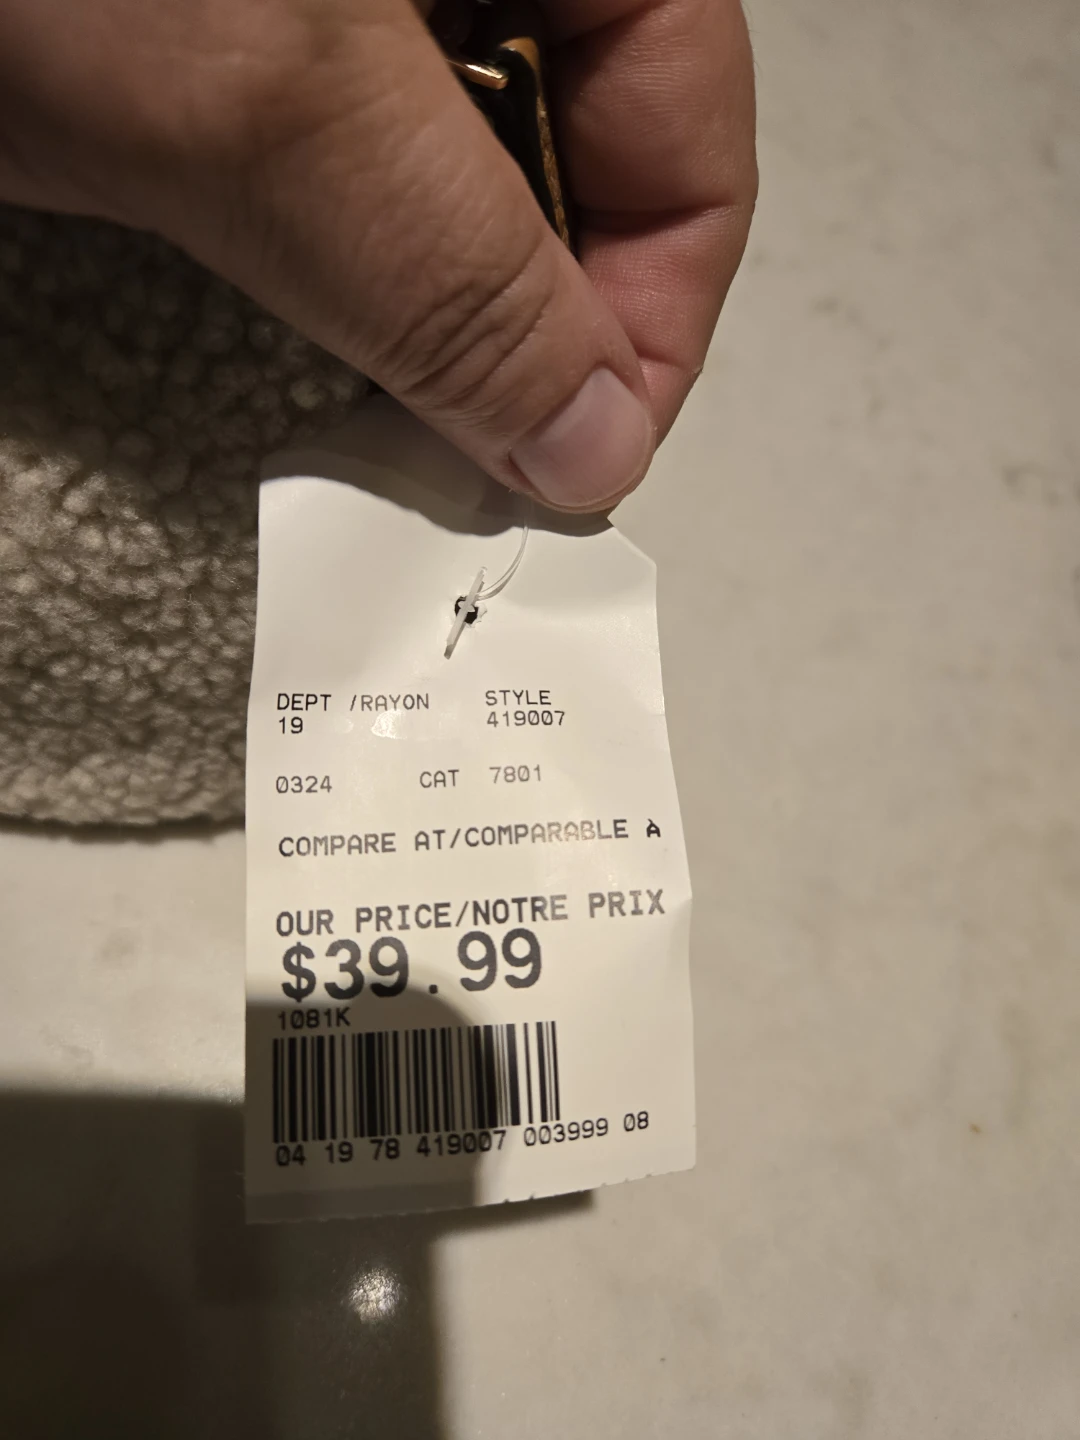 DEPT /RAYON STYLE
19 419007
0324 CAT 7801
COMPARE AT/COMPARABLE À
OUR PRICE/NOTRE PRIX
$39.99
1081K
04 19 78 419007 003999 08